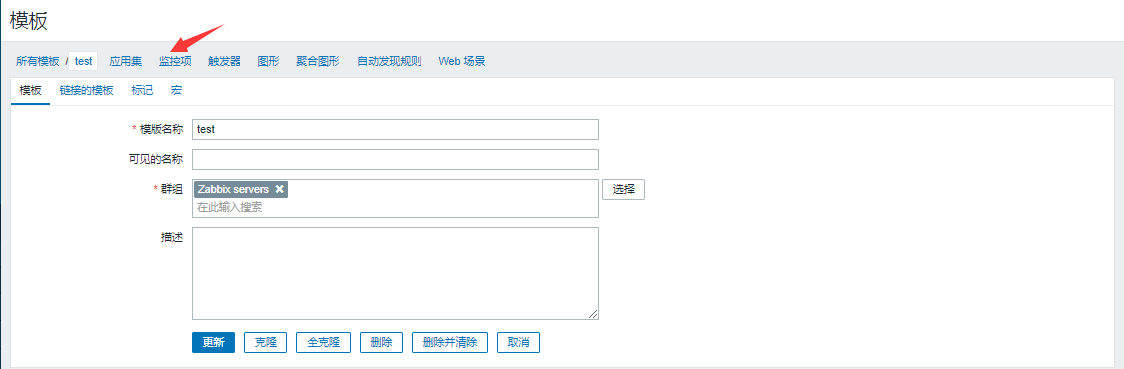 模板
所有模板 / test 应用集 监控项 触发器 图形 聚合图形 自动发现规则 Web 场景
模板 链接的模板 标记 宏
* 模版名称 test
可见的名称
* 群组 Zabbix servers ✖ 选择
在此输入搜索
描述
更新 克隆 全克隆 删除 删除并清除 取消